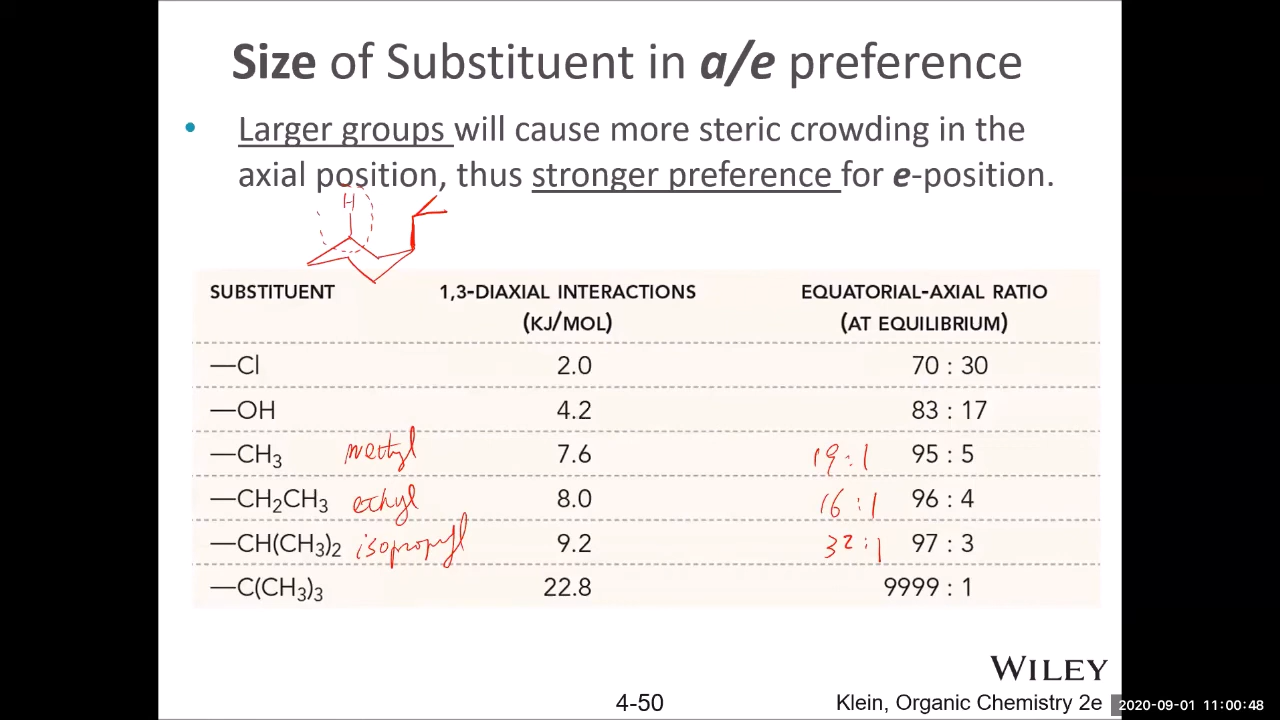 Size of Substituent in a/e preference
• Larger groups will cause more steric crowding in the
axial position, thus stronger preference for e-position.
H
SUBSTITUENT 1,3-DIAXIAL INTERACTIONS EQUATORIAL-AXIAL RATIO
(KJ/MOL) (AT EQUILIBRIUM)
—Cl 2.0 70 : 30
—OH 4.2 83 : 17
—CH₃ methyl 7.6 19:1 95 : 5
—CH₂CH₃ ethyl 8.0 16:1 96 : 4
—CH(CH₃)₂ isopropyl 9.2 32:1 97 : 3
—C(CH₃)₃ 22.8 9999 : 1
WILEY
4-50 Klein, Organic Chemistry 2e 2020-09-01 11:00:48